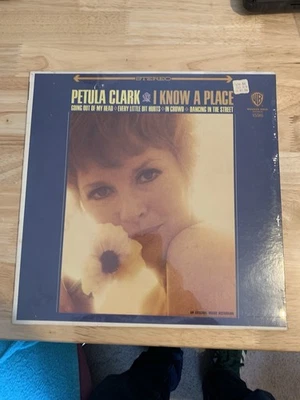 STEREO
PETULA CLARK I KNOW A PLACE
GOING OUT OF MY HEAD EVERY LITTLE BIT HURTS IN CROWD DANCING IN THE STREET